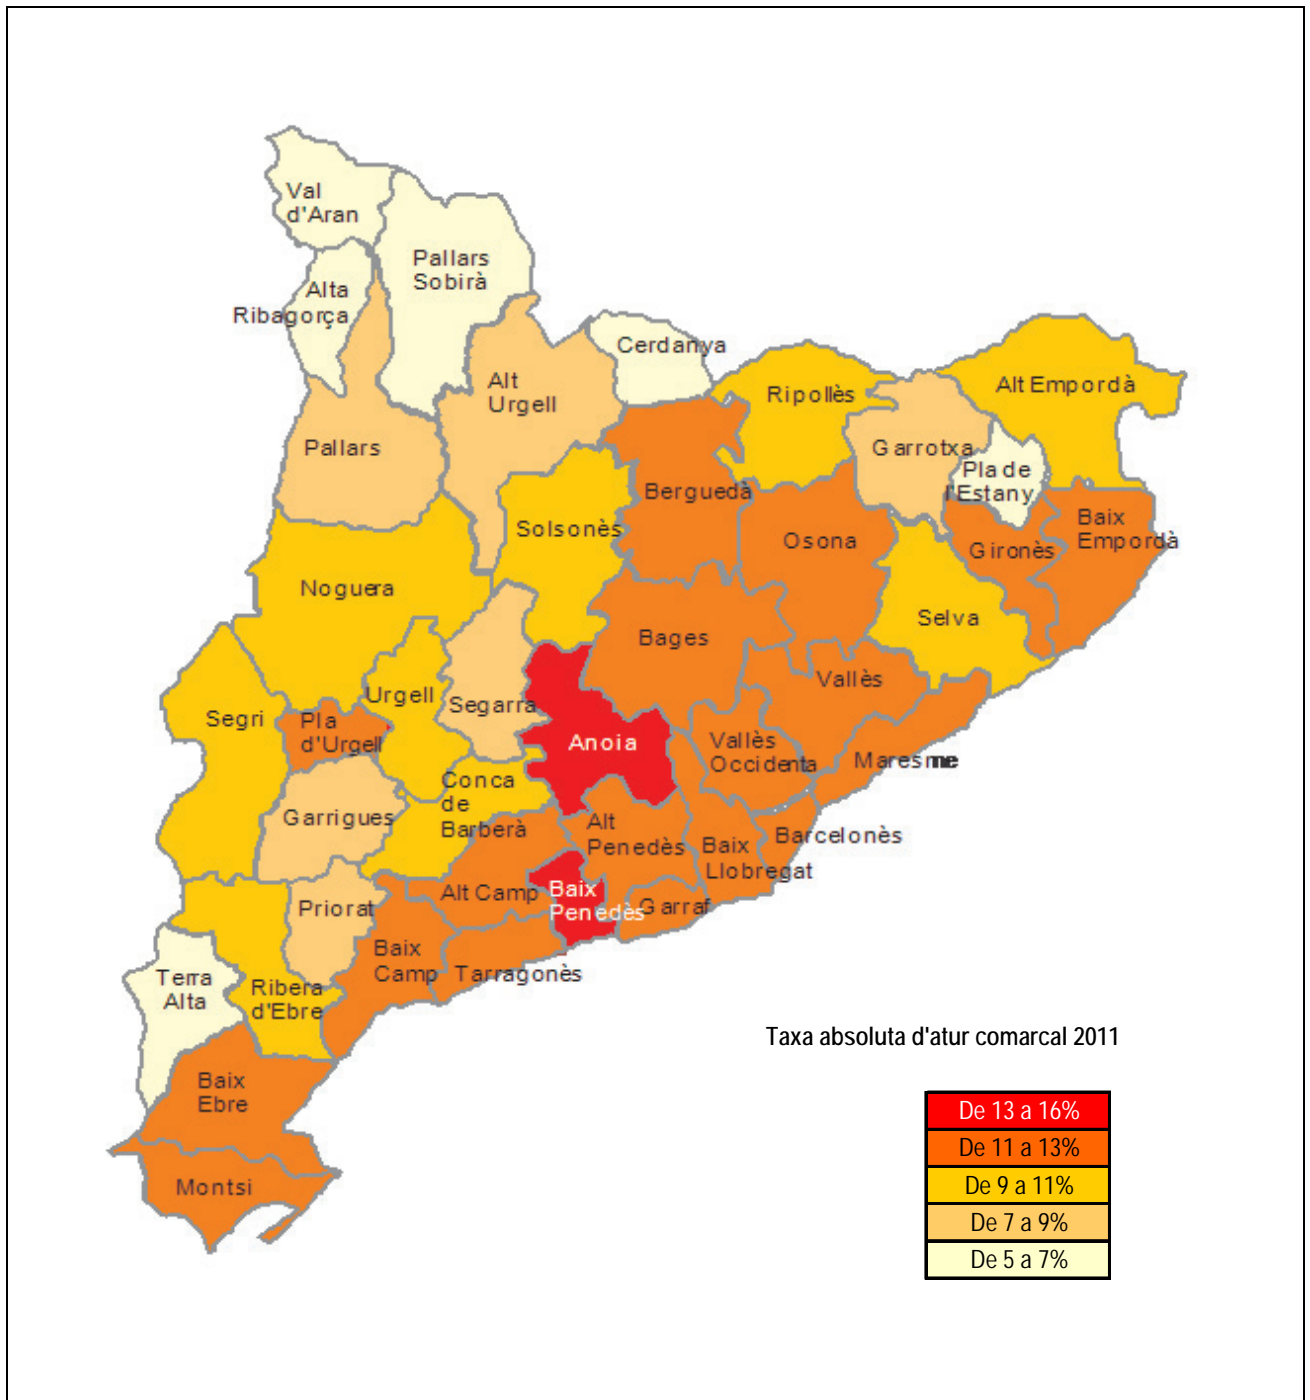 Val
d'Aran
Pallars
Sobirà
Alta
Ribagorça
Cerdanya
Alt
Urgell
Ripollès
Alt Empordà
Pallars
Garrotxa
Pla de
l'Estany
Berguedà
Baix
Empordà
Solsonès
Osona
Gironès
Noguera
Selva
Bages
Vallès
Urgell
Segarra
Segri
Pla
d'Urgell
Anoia
Vallès
Occidenta
Maresme
Conca
de
Barberà
Garrigues
Alt
Penedès
Baix
Llobregat
Barcelonès
Alt Camp
Baix
Penedès
Garraf
Priorat
Baix
Camp
Tarragonès
Terra
Alta
Ribera
d'Ebre
Taxa absoluta d'atur comarcal 2011
Baix
Ebre
Montsi
De 13 a 16%
De 11 a 13%
De 9 a 11%
De 7 a 9%
De 5 a 7%